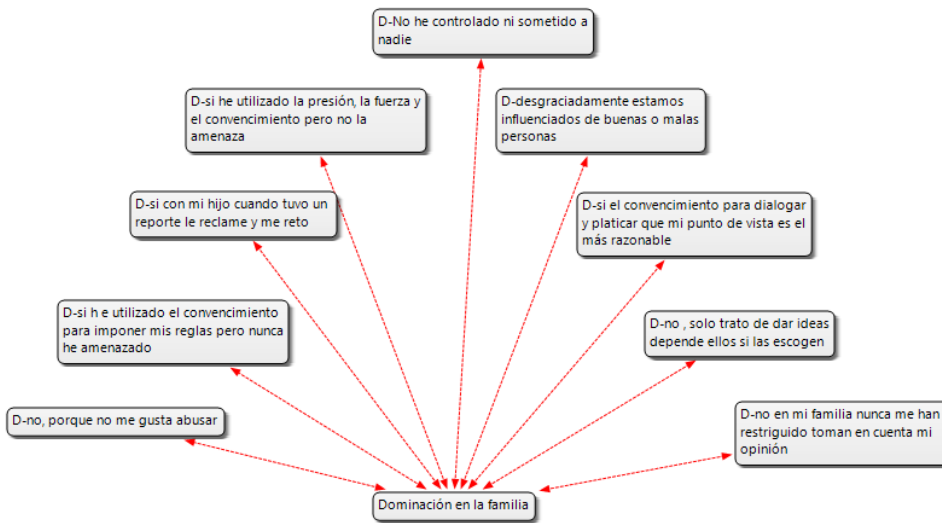 D-No he controlado ni sometido a
nadie
D-si he utilizado la presión, la fuerza y
el convencimiento pero no la
amenaza
D-desgraciadamente estamos
influenciados de buenas o malas
personas
D-si con mi hijo cuando tuvo un
reporte le reclame y me reto
D-si el convencimiento para dialogar
y platicar que mi punto de vista es el
más razonable
D-si h e utilizado el convencimiento
para imponer mis reglas pero nunca
he amenazado
D-no , solo trato de dar ideas
depende ellos si las escogen
D-no, porque no me gusta abusar
D-no en mi familia nunca me han
restriguido toman en cuenta mi
opinión
Dominación en la familia